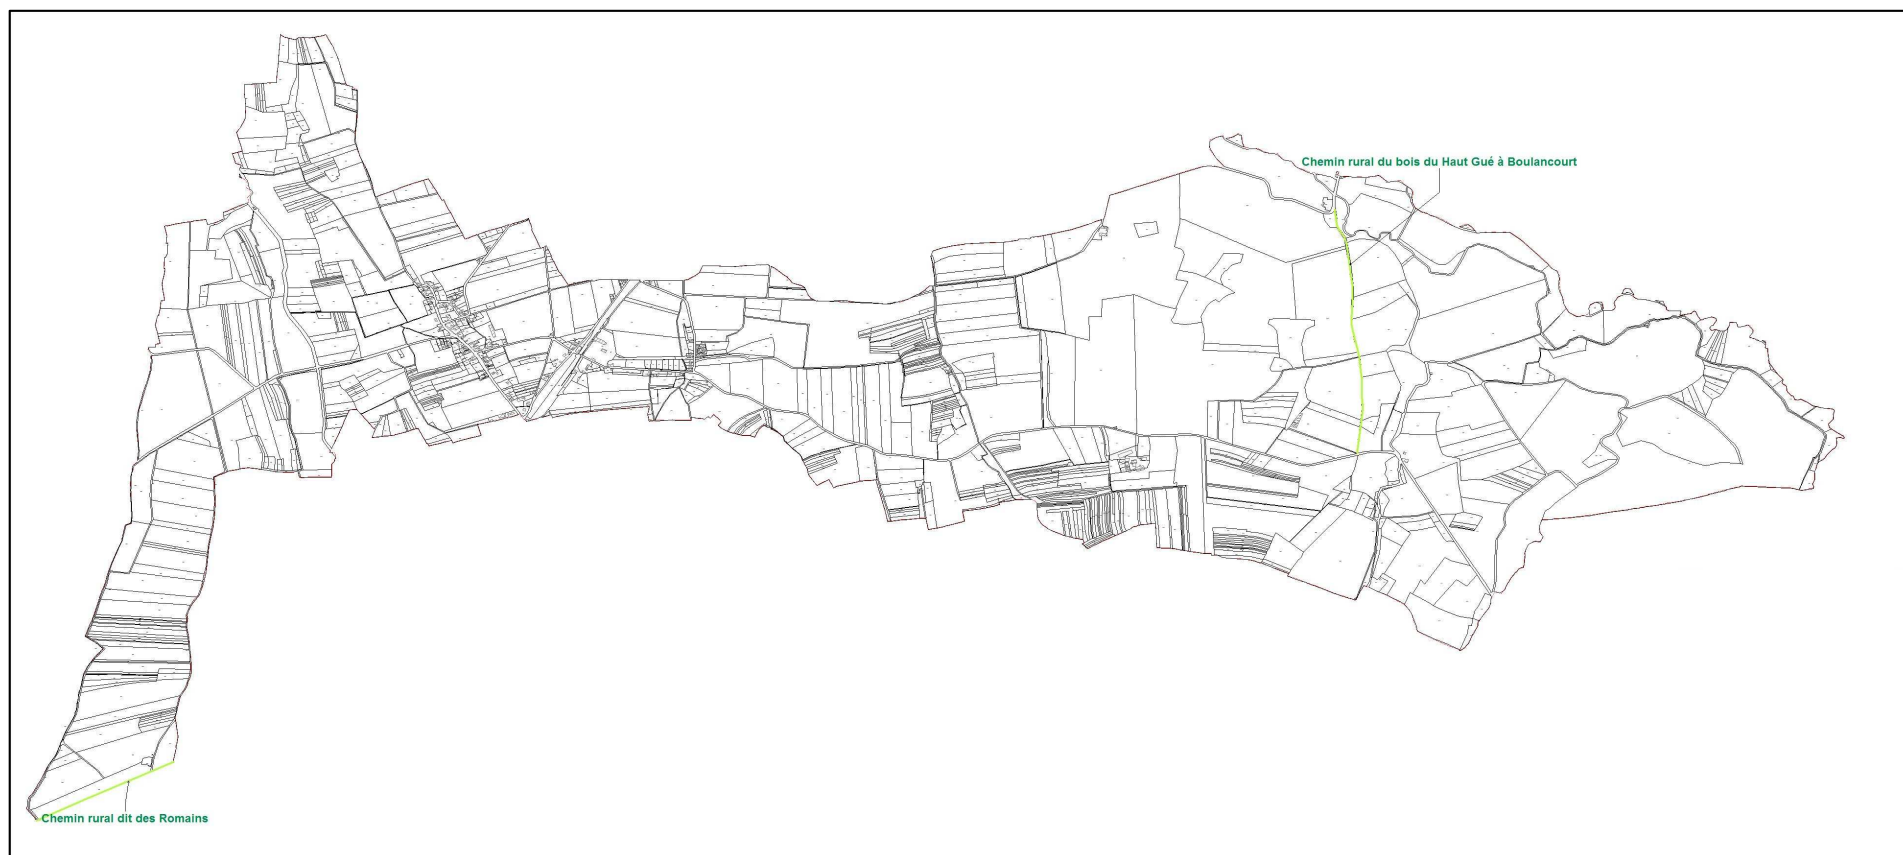 Chemin rural du bois du Haut Gué à Boulancourt
Chemin rural dit des Romains